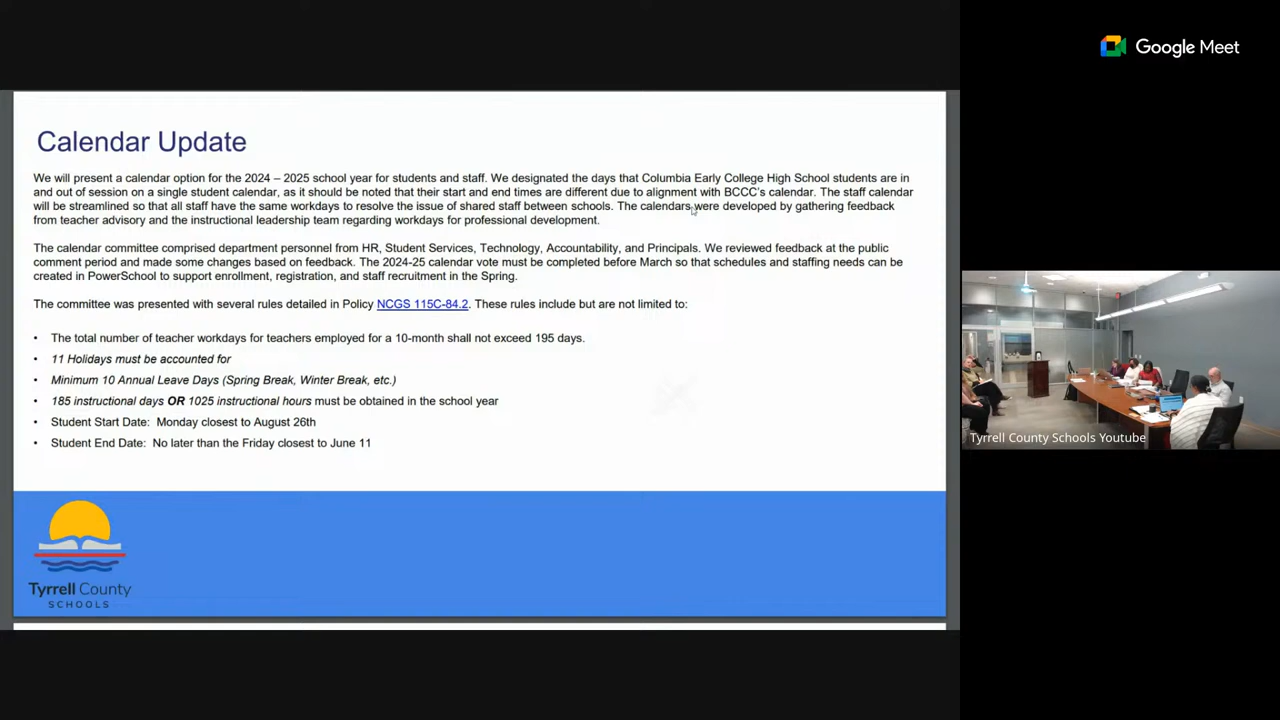 Google Meet
Calendar Update
We will present a calendar option for the 2024 – 2025 school year for students and staff. We designated the days that Columbia Early College High School students are in
and out of session on a single student calendar, as it should be noted that their start and end times are different due to alignment with BCCC's calendar. The staff calendar
will be streamlined so that all staff have the same workdays to resolve the issue of shared staff between schools. The calendars were developed by gathering feedback
from teacher advisory and the instructional leadership team regarding workdays for professional development.
The calendar committee comprised department personnel from HR, Student Services, Technology, Accountability, and Principals. We reviewed feedback at the public
comment period and made some changes based on feedback. The 2024-25 calendar vote must be completed before March so that schedules and staffing needs can be
created in PowerSchool to support enrollment, registration, and staff recruitment in the Spring.
The committee was presented with several rules detailed in Policy NCGS 115C-84.2. These rules include but are not limited to:
• The total number of teacher workdays for teachers employed for a 10-month shall not exceed 195 days.
• 11 Holidays must be accounted for
• Minimum 10 Annual Leave Days (Spring Break, Winter Break, etc.)
• 185 instructional days OR 1025 instructional hours must be obtained in the school year
• Student Start Date: Monday closest to August 26th
• Student End Date: No later than the Friday closest to June 11
Tyrrell County
SCHOOLS
Tyrrell County Schools Youtube